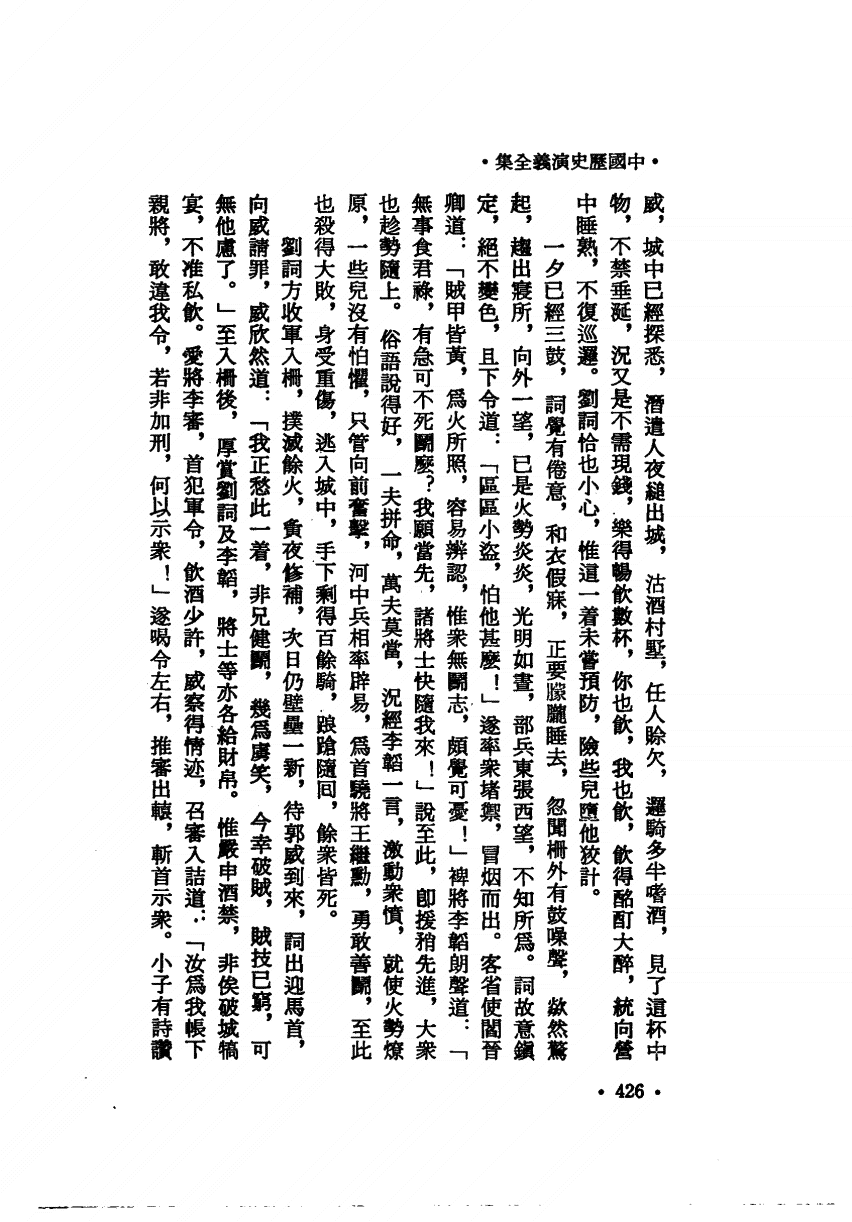 •中國歷史演義全集•
威，城中已經探悉，潛遣人夜縋出城，沽酒村墅，任人賒欠，邏騎多半嗜酒，見了這杯中
物，不禁垂涎，況又是不需現錢，樂得暢飲數杯，你也飲，我也飲，飲得酩酊大醉，統向營
中睡熟，不復巡邏。劉詞恰也小心，惟這一着未嘗預防，險些兒墮他狡計。
一夕已經三鼓，詞覺有倦意，和衣假寐，正要朦朧睡去，忽聞柵外有鼓噪聲，欻然驚
起，趨出寢所，向外一望，已是火勢炎炎，光明如晝，部兵東張西望，不知所爲。詞故意鎭
定，絕不變色，且下令道：「區區小盜，怕他甚麼！」遂率衆堵禦，冒烟而出。客省使閻晉
卿道：「賊甲皆黃，爲火所照，容易辨認，惟衆無鬭志，頗覺可憂！」裨將李韜朗聲道：「
無事食君祿，有急可不死鬭麼？我願當先，諸將士快隨我來！」說至此，卽援矟先進，大衆
也趁勢隨上。俗語說得好，一夫拼命，萬夫莫當，況經李韜一言，激動衆憤，就使火勢燎
原，一些兒沒有怕懼，只管向前奮擊，河中兵相率辟易，爲首驍將王繼勳，勇敢善鬭，至此
也殺得大敗，身受重傷，逃入城中，手下剩得百餘騎，踉蹌隨囘，餘衆皆死。
劉詞方收軍入柵，撲滅餘火，夤夜修補，次日仍壁壘一新，待郭威到來，詞出迎馬首，
向威請罪，威欣然道：「我正愁此一着，非兄健鬭，幾爲虜笑，今幸破賊，賊技已窮，可
無他慮了。」至入柵後，厚賞劉詞及李韜，將士等亦各給財帛。惟嚴申酒禁，非俟破城犒
宴，不准私飲。愛將李審，首犯軍令，飲酒少許，威察得情迹，召審入詰道：「汝爲我帳下
親將，敢違我令，若非加刑，何以示衆！」遂喝令左右，推審出轅，斬首示衆。小子有詩讚
•426•